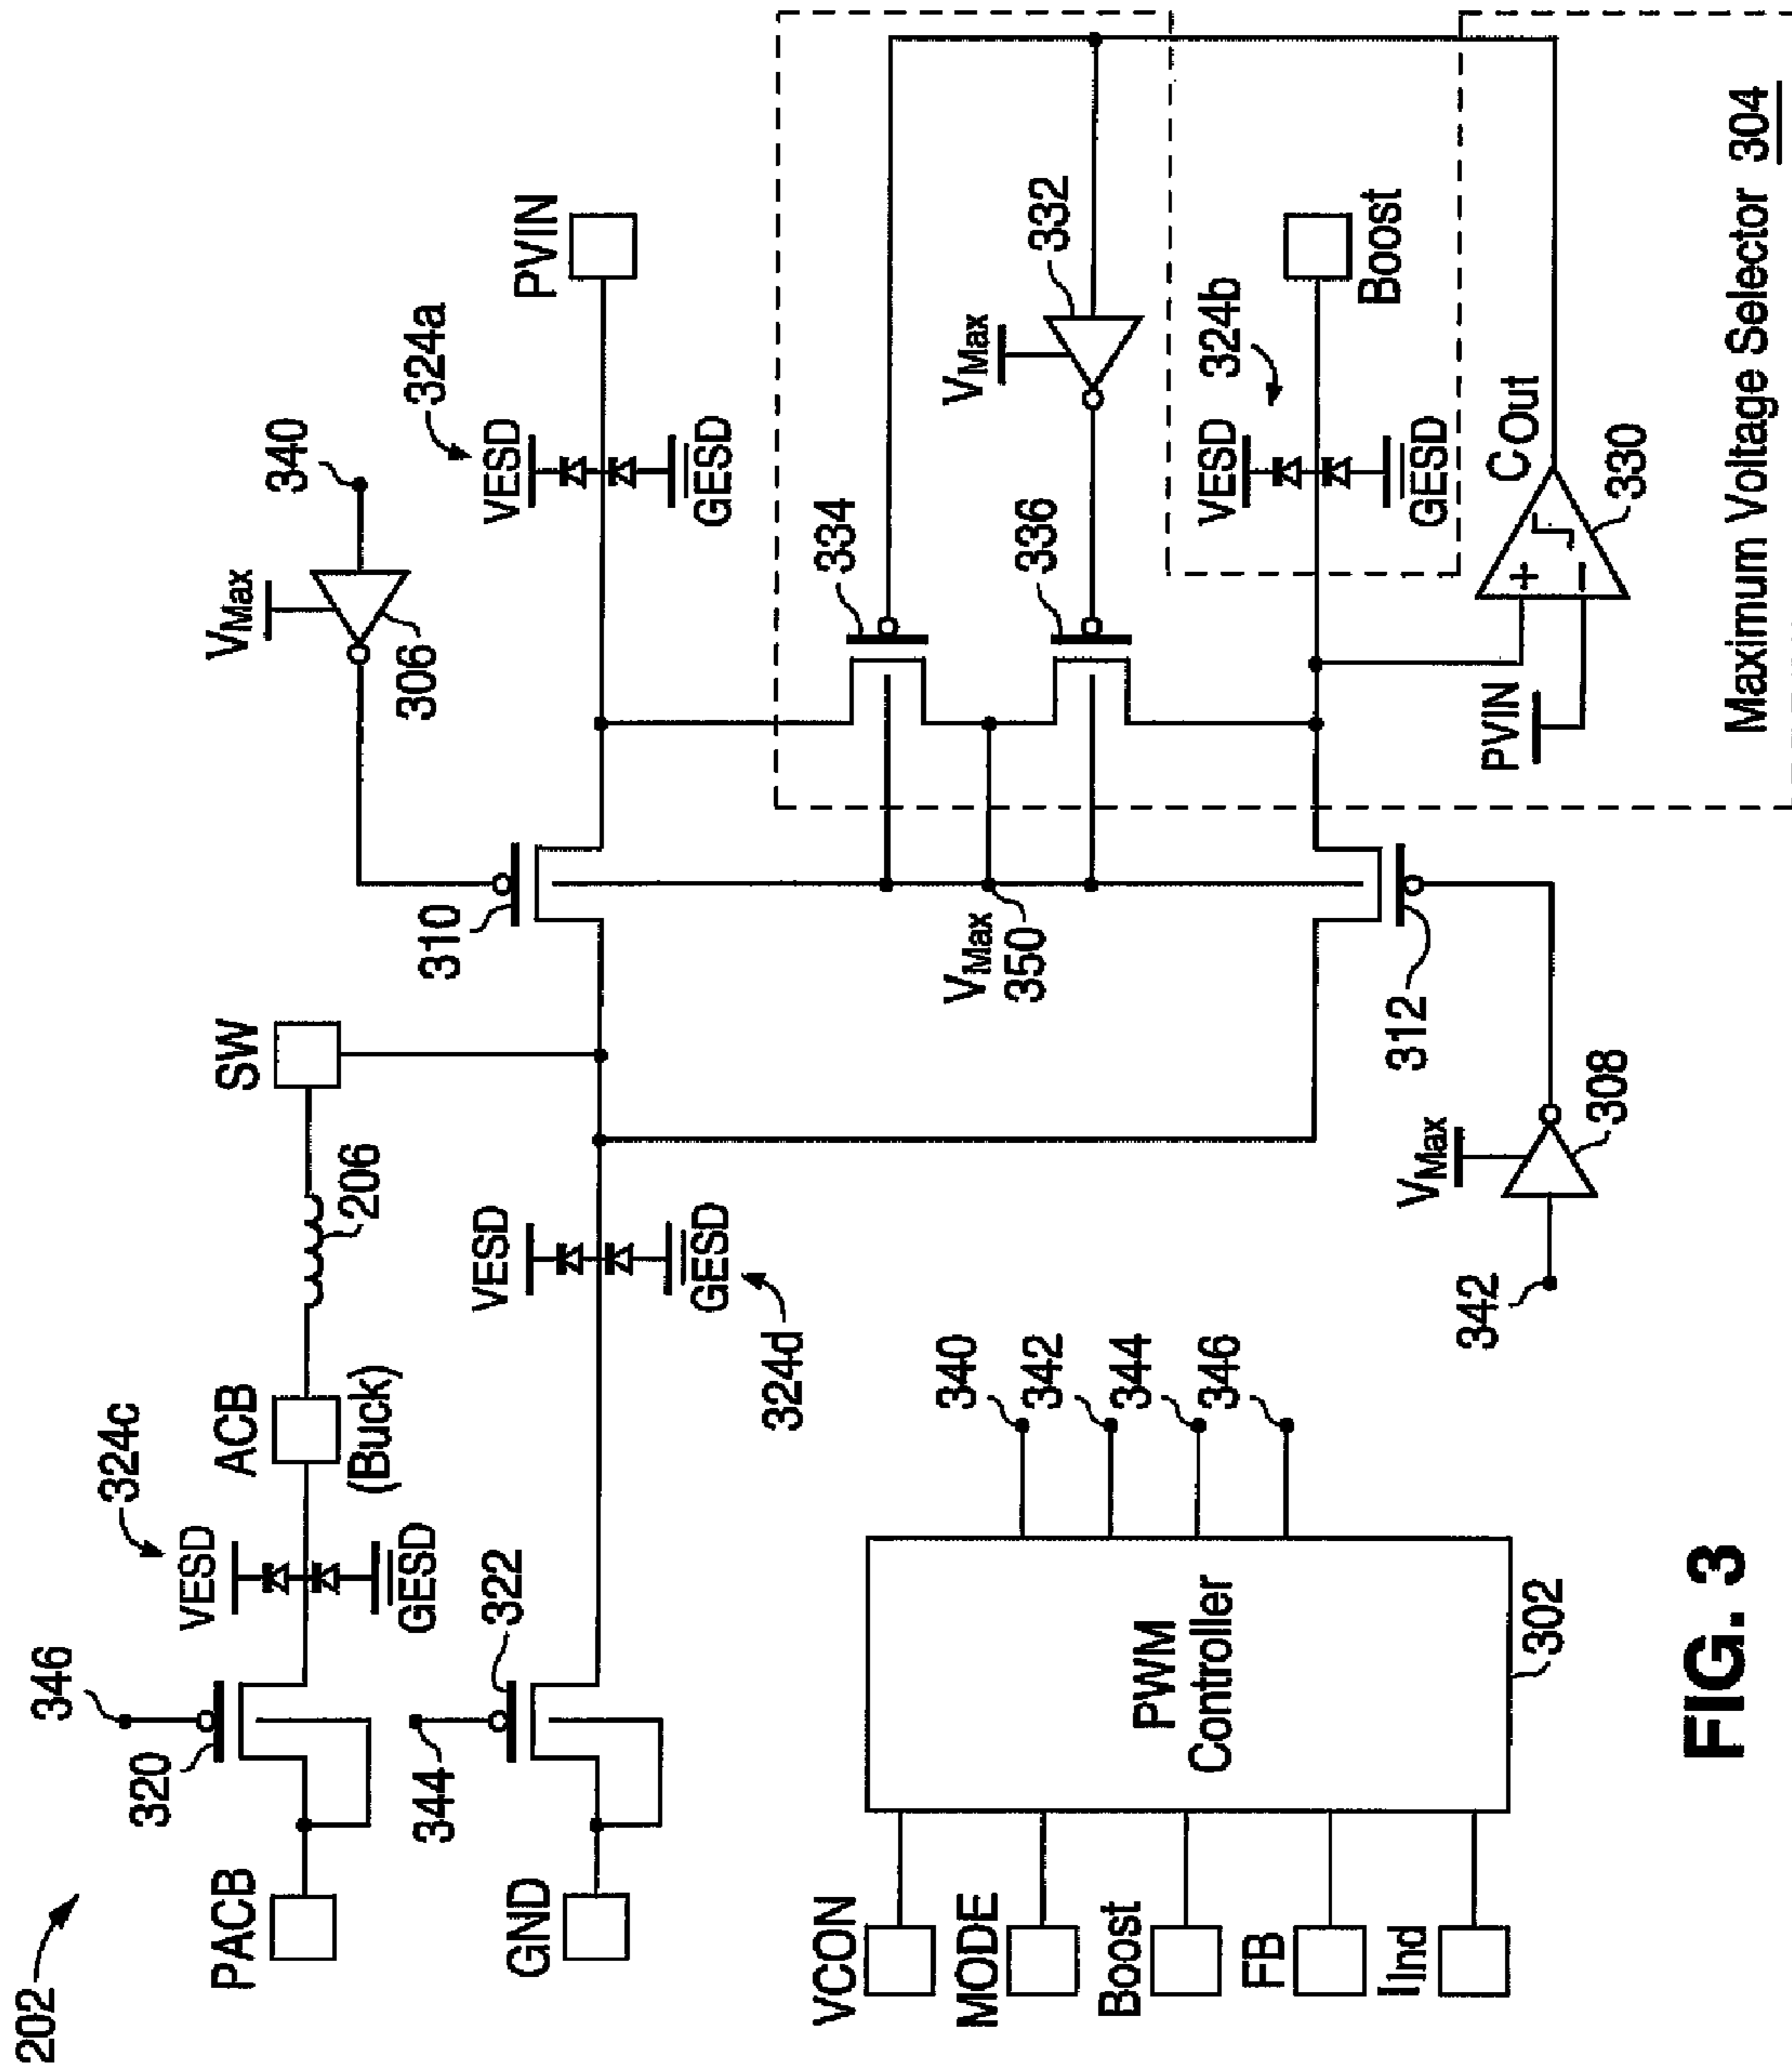 202
PACB
320
346
324c
VESD
GESD
ACB
(Buck)
206
SW
GND
344
322
VESD
GESD
324d
310
VMax
306
340
324a
VESD
GESD
PVIN
VMax
350
334
336
VMax
332
324b
VESD
GESD
Boost
312
VMax
308
342
PVIN
+
−
COut
330
Maximum Voltage Selector 304
VCON
MODE
Boost
FB
IInd
PWM
Controller
302
340
342
344
346
FIG. 3